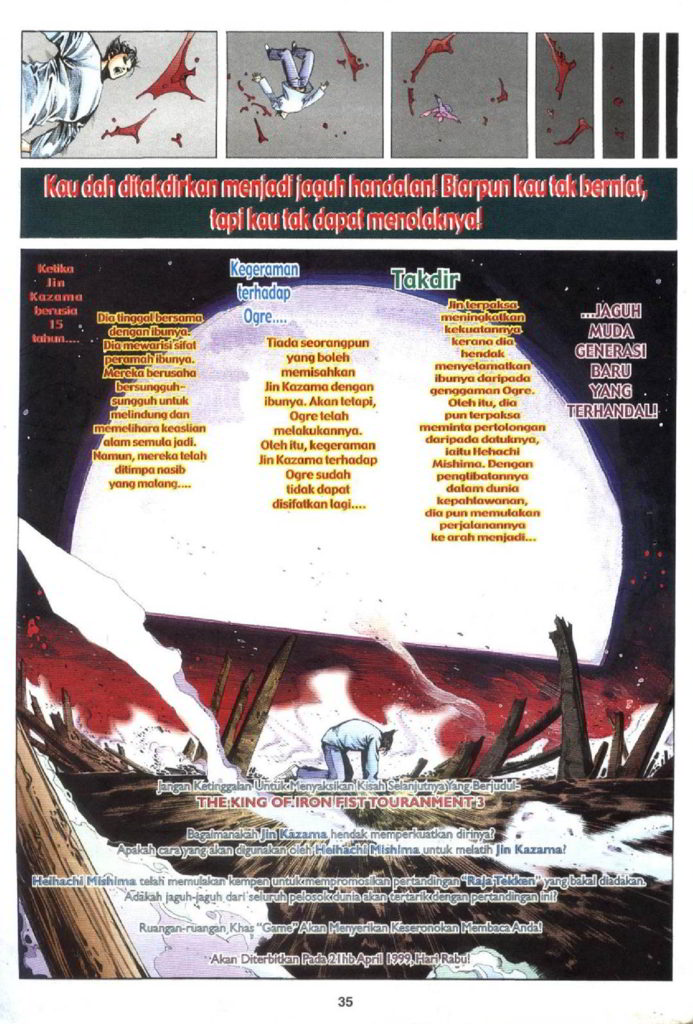 Kau dah ditakdirkan menjadi jaguh handalan! Biarpun kau tak berniat,
tapi kau tak dapat menolaknya!
Ketika
Jin
Kazama
berusia
15
tahun....
Dia tinggal bersama
dengan ibunya.
Dia mewarisi sifat
peramah ibunya.
Mereka berusaha
bersungguh-
sungguh untuk
melindung dan
memelihara keaslian
alam semula jadi.
Namun, mereka telah
ditimpa nasib
yang malang....
Kegeraman
terhadap
Ogre....
Tiada seorangpun
yang boleh
memisahkan
Jin Kazama dengan
ibunya. Akan tetapi,
Ogre telah
melakukannya.
Oleh itu, kegeraman
Jin Kazama terhadap
Ogre sudah
tidak dapat
disifatkan lagi....
Takdir
Jin terpaksa
meningkatkan
kekuatannya
kerana dia
hendak
menyelamatkan
ibunya daripada
genggaman Ogre.
Oleh itu, dia
pun terpaksa
meminta pertolongan
daripada datuknya,
iaitu Hehachi
Mishima. Dengan
penglibatannya
dalam dunia
kepahlawanan,
dia pun memulakan
perjalanannya
ke arah menjadi...
...JAGUH
MUDA
GENERASI
BARU
YANG
TERHANDAL!
Jangan Ketinggalan Untuk Menyaksikan Kisah Selanjutnya Yang Berjudul-
THE KING OF IRON FIST TOURANMENT 3
Bagaimanakah Jin Kazama hendak memperkuatkan dirinya?
Apakah cara yang akan digunakan oleh Heihachi Mishima untuk melatih Jin Kazama?
Heihachi Mishima telah memulakan kempen untuk mempromosikan pertandingan "Raja Tekken" yang bakal diadakan.
Adakah jaguh-jaguh dari seluruh pelosok dunia akan tertarik dengan pertandingan ini?
Ruangan-ruangan Khas "Game" Akan Menyerikan Keseronokan Membaca Anda!
Akan Diterbitkan Pada 21hb April 1999, Hari Rabu!
35